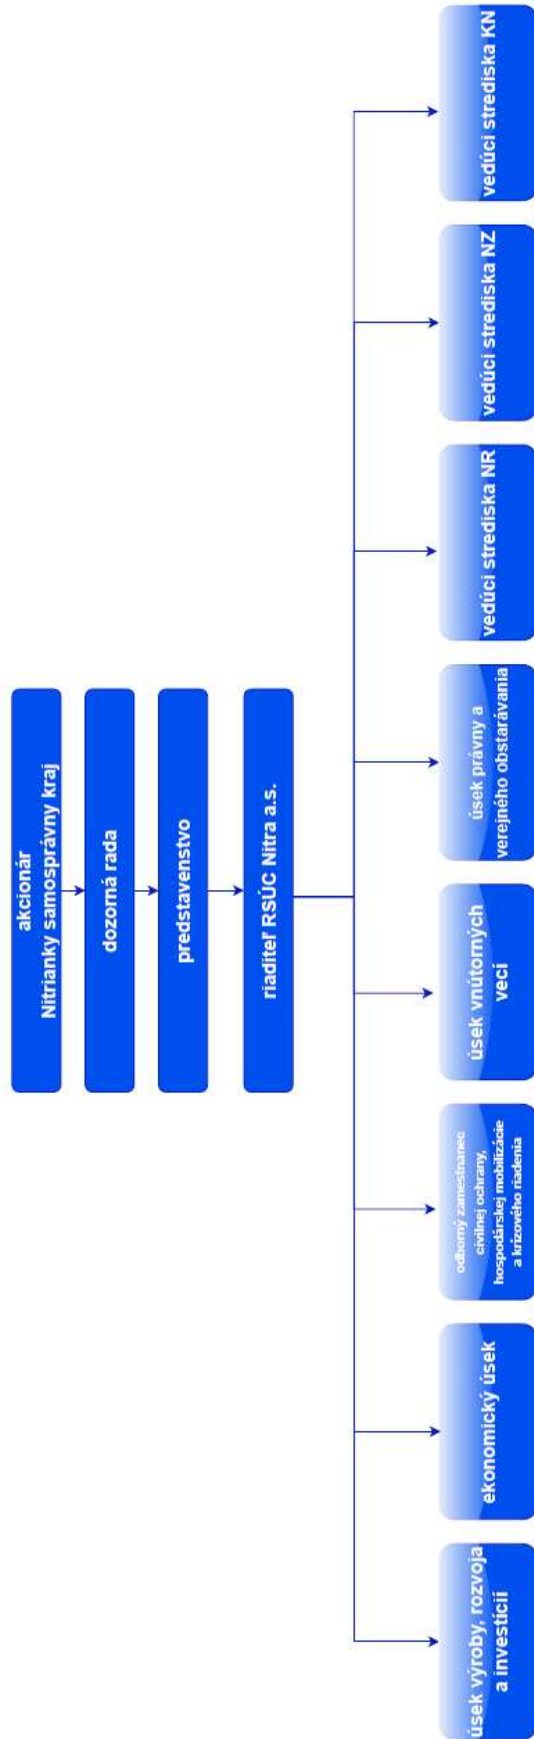 akcionár
Nitrianky samosprávny kraj
dozorná rada
predstavenstvo
riaditeľ RSÚC Nitra a.s.
úsek výroby, rozvoja
a investícií
ekonomický úsek
odborný zamestnanec
civilnej ochrany,
hospodárskej mobilizácie
a krízového riadenia
úsek vnútorných
vecí
úsek právny a
verejného obstarávania
vedúci strediska NR
vedúci strediska NZ
vedúci strediska KN